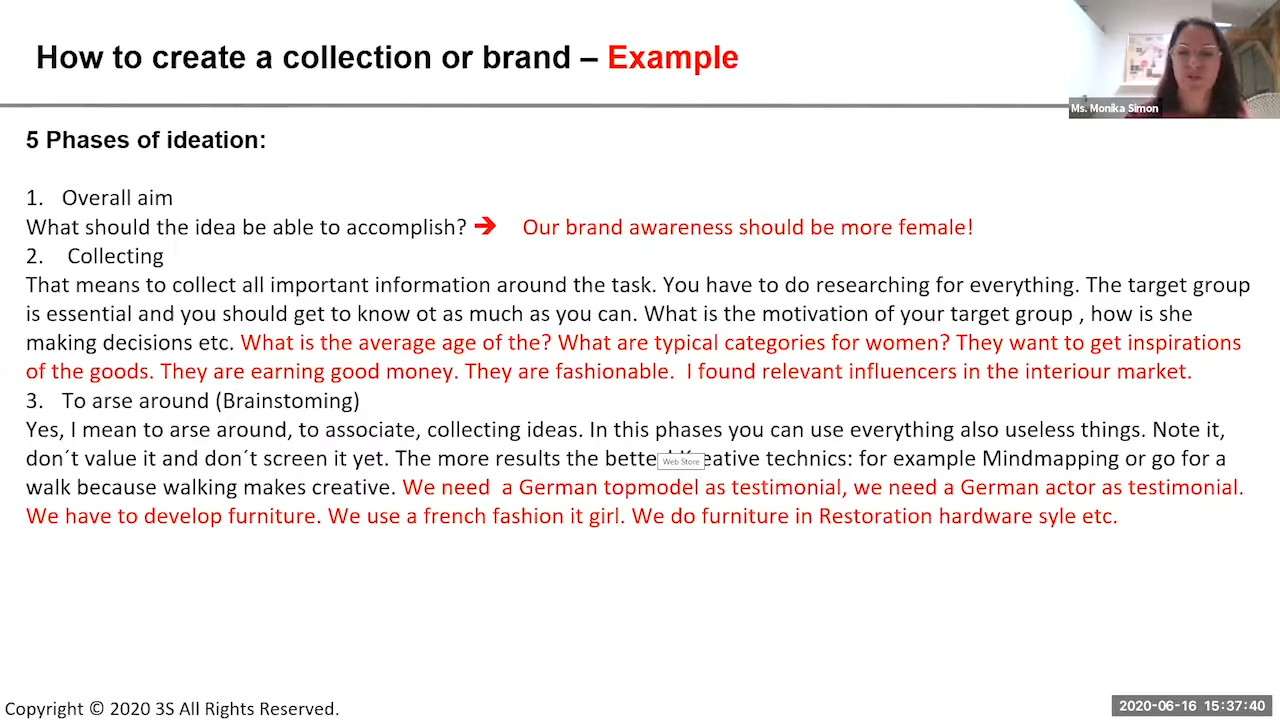 How to create a collection or brand – Example
Ms. Monika Simon
5 Phases of ideation:
1. Overall aim
What should the idea be able to accomplish? ➔ Our brand awareness should be more female!
2. Collecting
That means to collect all important information around the task. You have to do researching for everything. The target group
is essential and you should get to know ot as much as you can. What is the motivation of your target group , how is she
making decisions etc. What is the average age of the? What are typical categories for women? They want to get inspirations
of the goods. They are earning good money. They are fashionable. I found relevant influencers in the interiour market.
3. To arse around (Brainstoming)
Yes, I mean to arse around, to associate, collecting ideas. In this phases you can use everything also useless things. Note it,
don´t value it and don´t screen it yet. The more results the better! Kreative technics: for example Mindmapping or go for a
Web Store
walk because walking makes creative. We need a German topmodel as testimonial, we need a German actor as testimonial.
We have to develop furniture. We use a french fashion it girl. We do furniture in Restoration hardware syle etc.
Copyright © 2020 3S All Rights Reserved.
2020-06-16 15:37:40